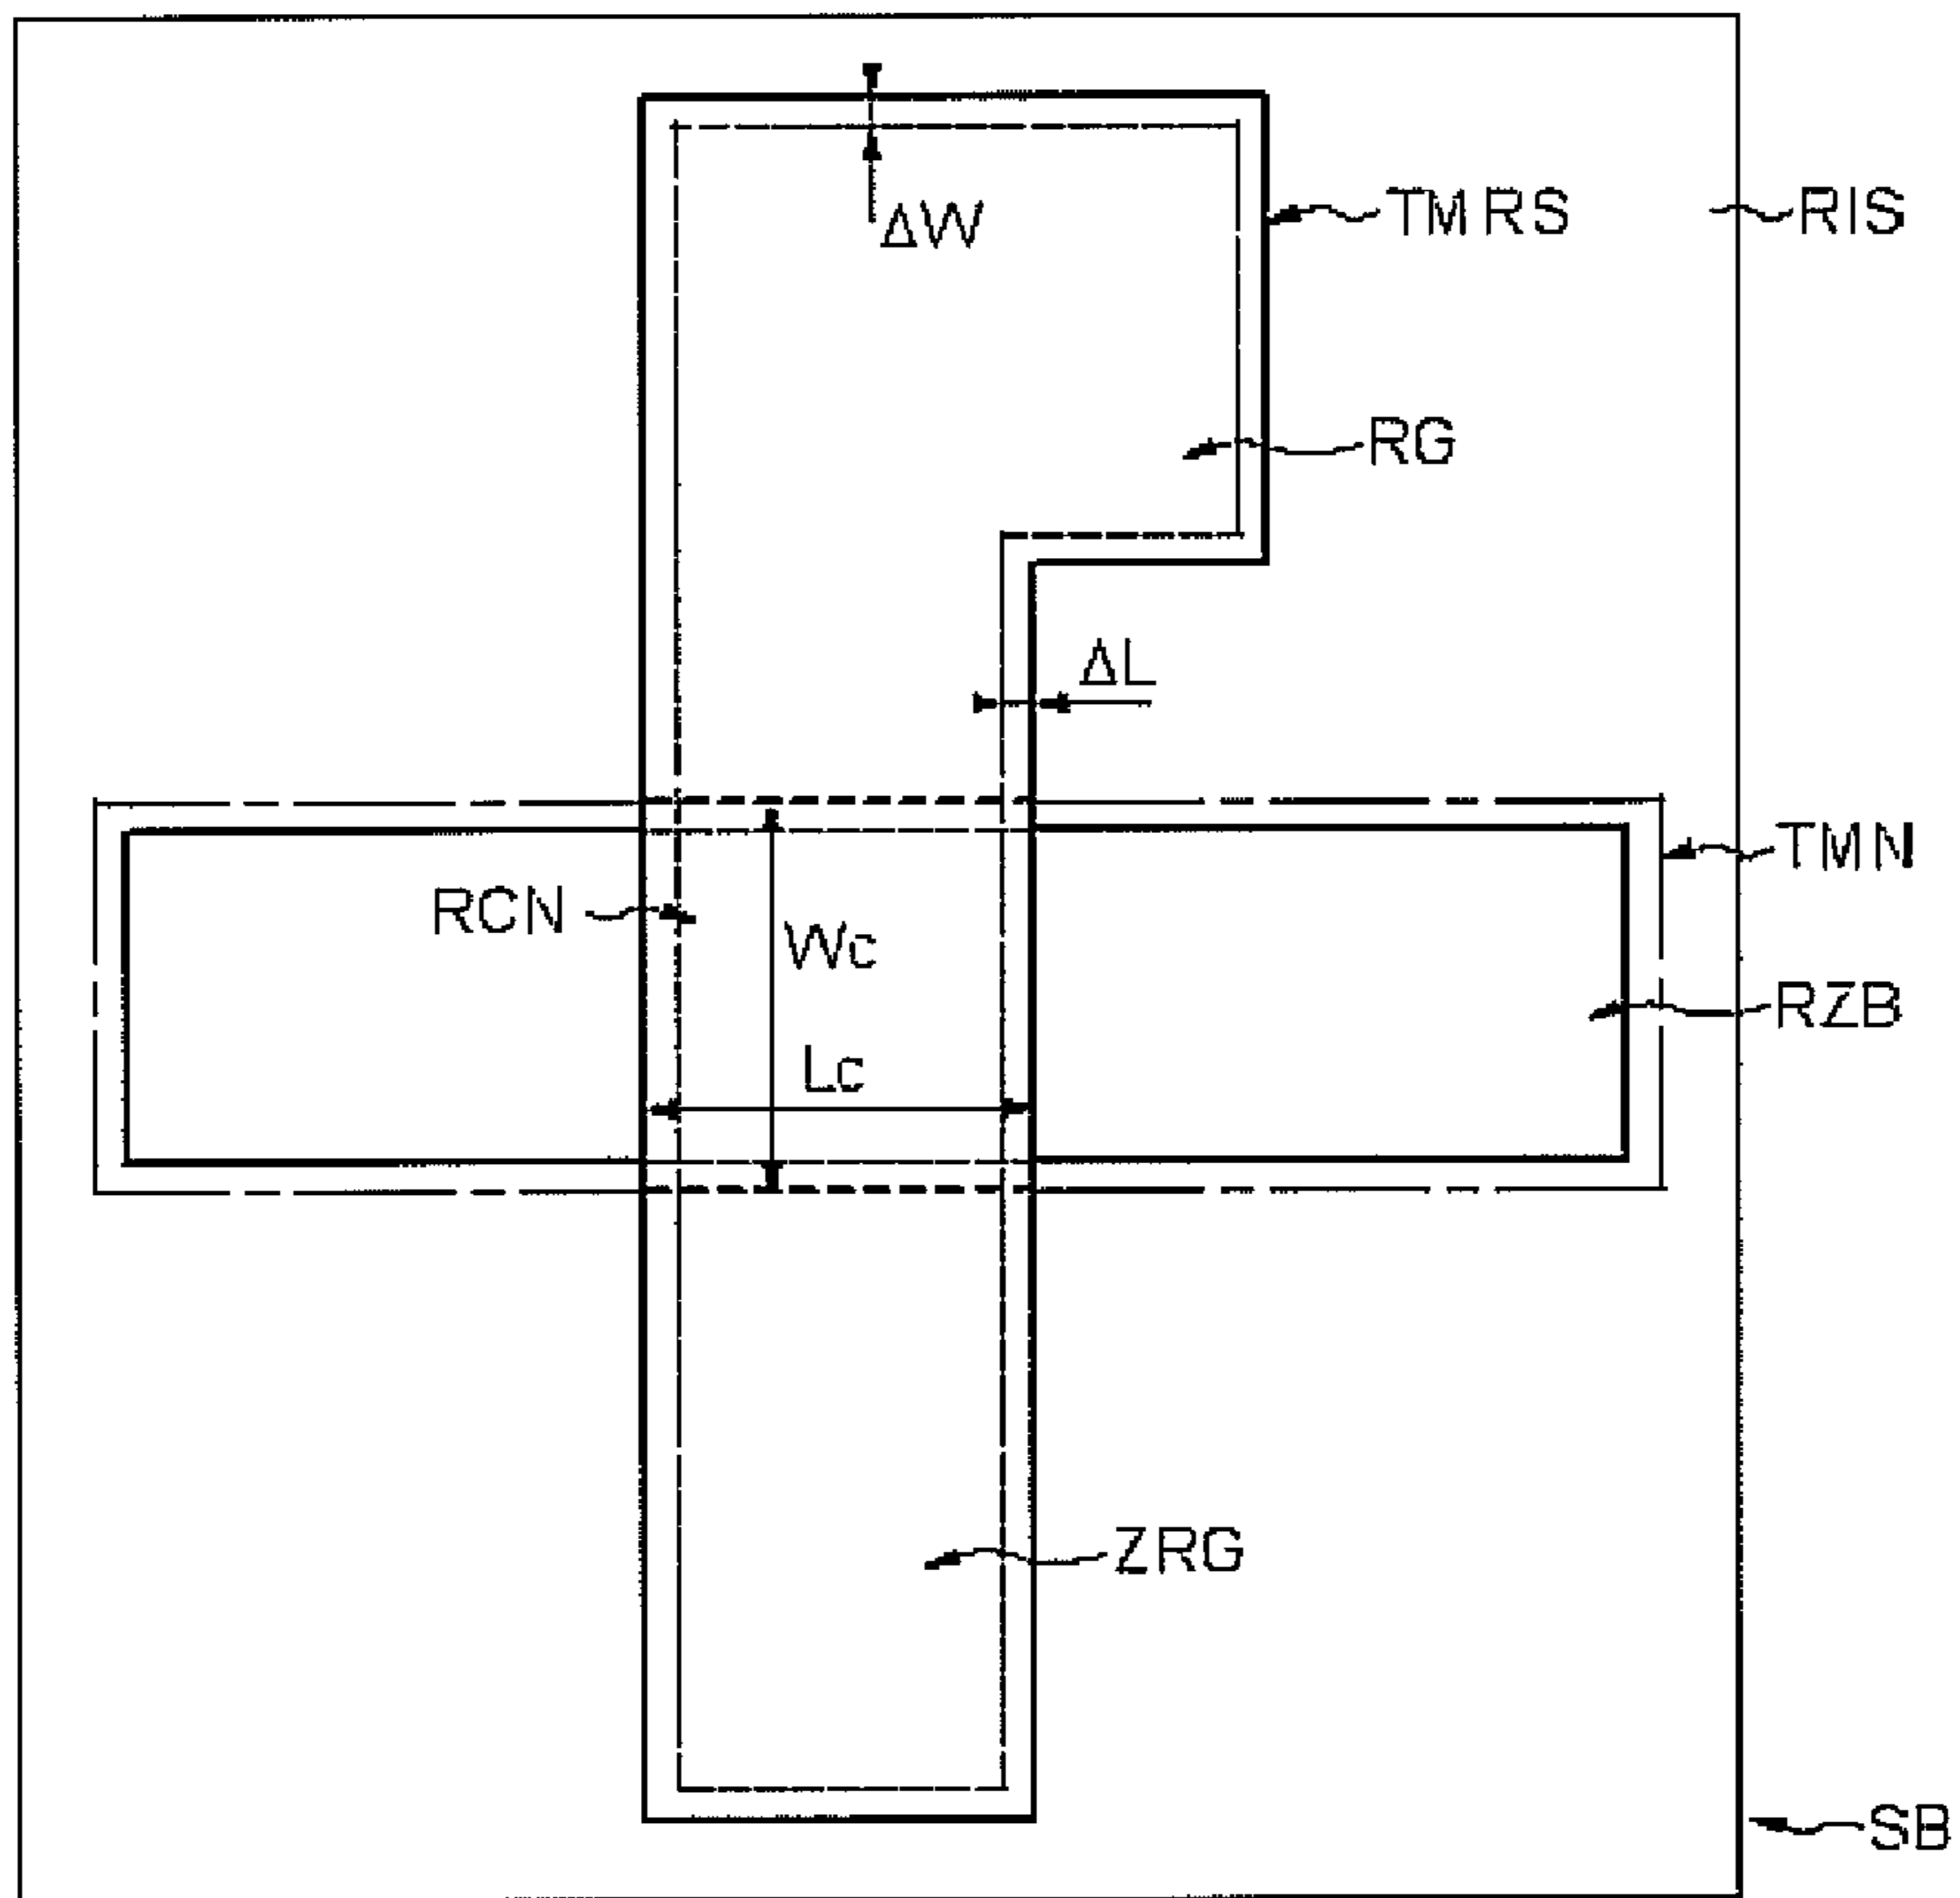 ΔW
TMRS
RIS
RG
ΔL
TMN
RCN
Wc
RZB
Lc
ZRG
SB